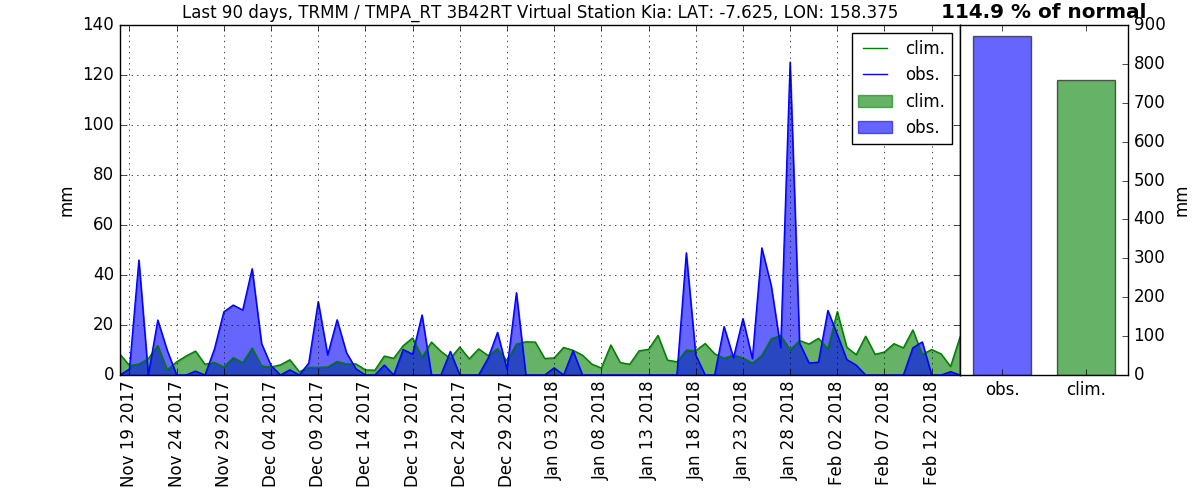 Last 90 days, TRMM / TMPA_RT 3B42RT Virtual Station Kia: LAT: -7.625, LON: 158.375
114.9 % of normal
mm
140
120
100
80
60
40
20
0
clim.
obs.
clim.
obs.
Nov 19 2017
Nov 24 2017
Nov 29 2017
Dec 04 2017
Dec 09 2017
Dec 14 2017
Dec 19 2017
Dec 24 2017
Dec 29 2017
Jan 03 2018
Jan 08 2018
Jan 13 2018
Jan 18 2018
Jan 23 2018
Jan 28 2018
Feb 02 2018
Feb 07 2018
Feb 12 2018
900
800
700
600
500
400
300
200
100
0
mm
obs.
clim.